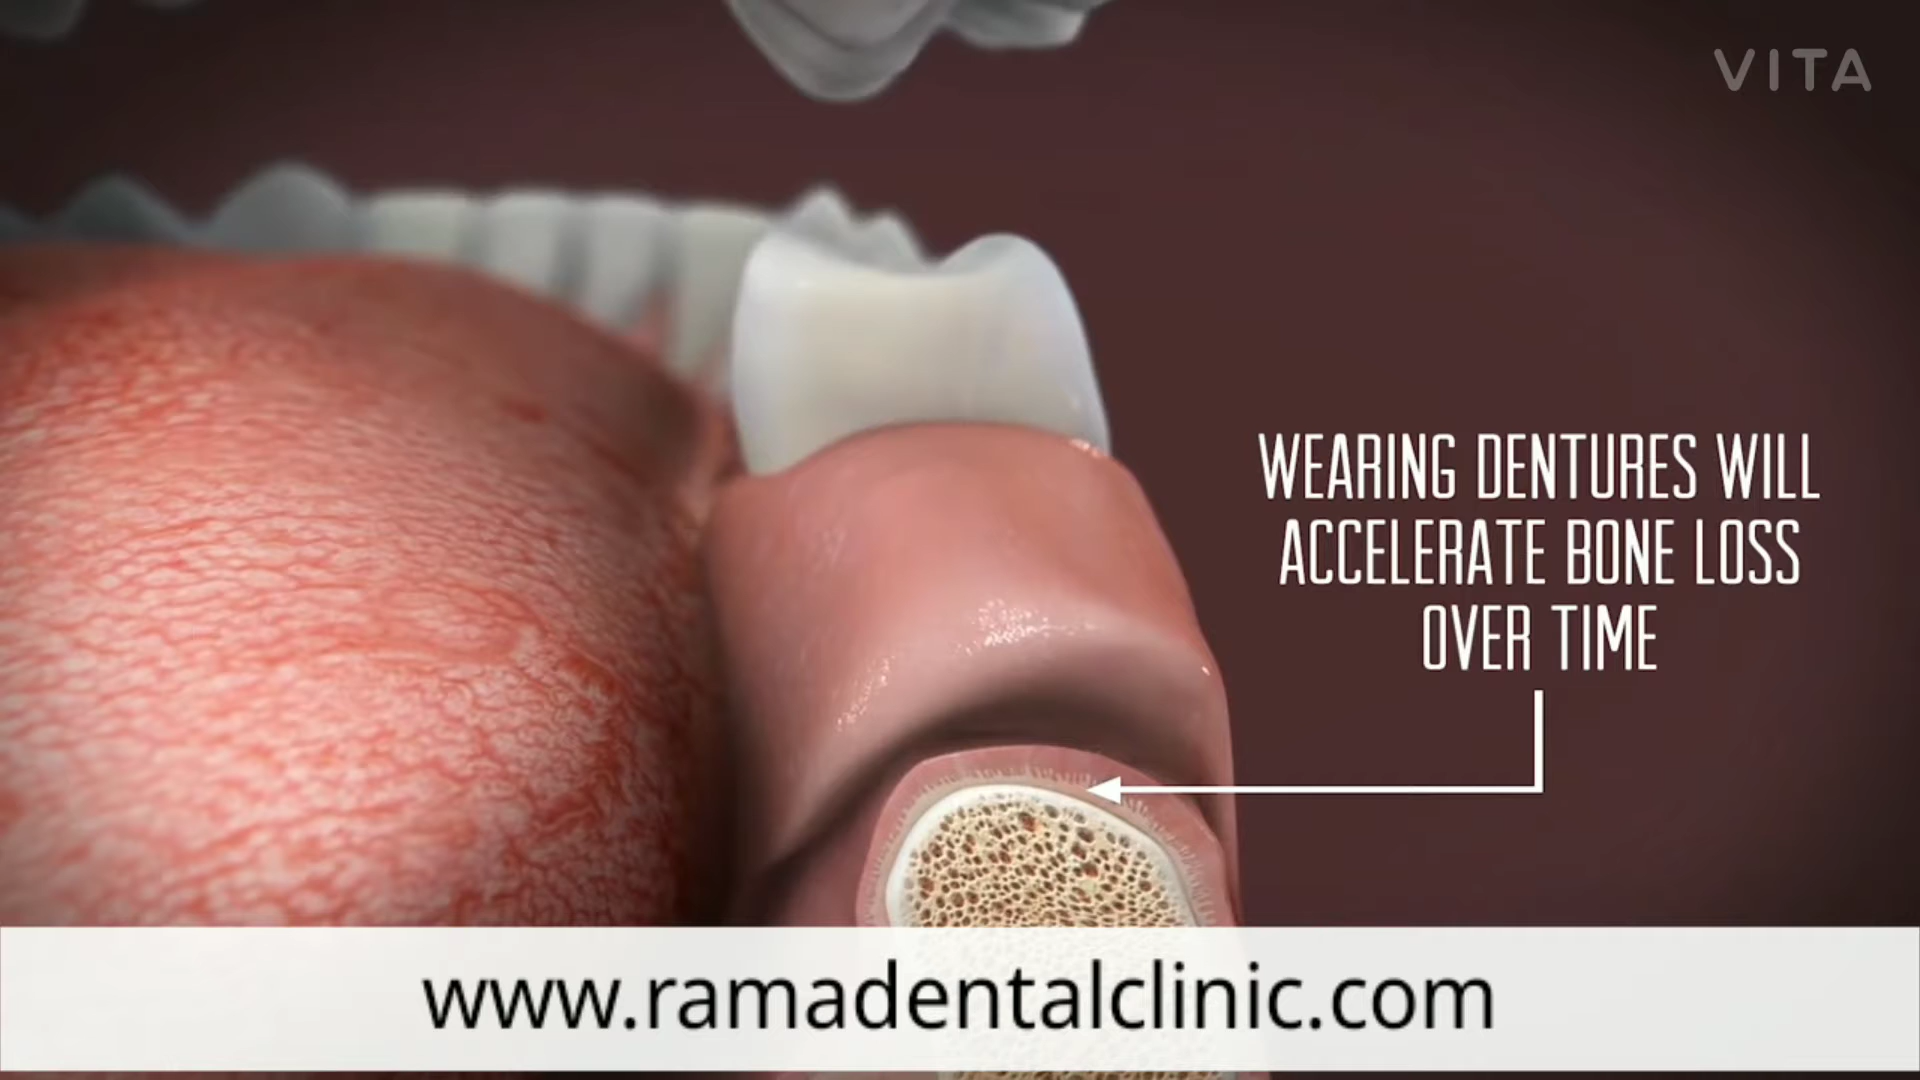 VITA
WEARING DENTURES WILL
ACCELERATE BONE LOSS
OVER TIME
www.ramadentalclinic.com